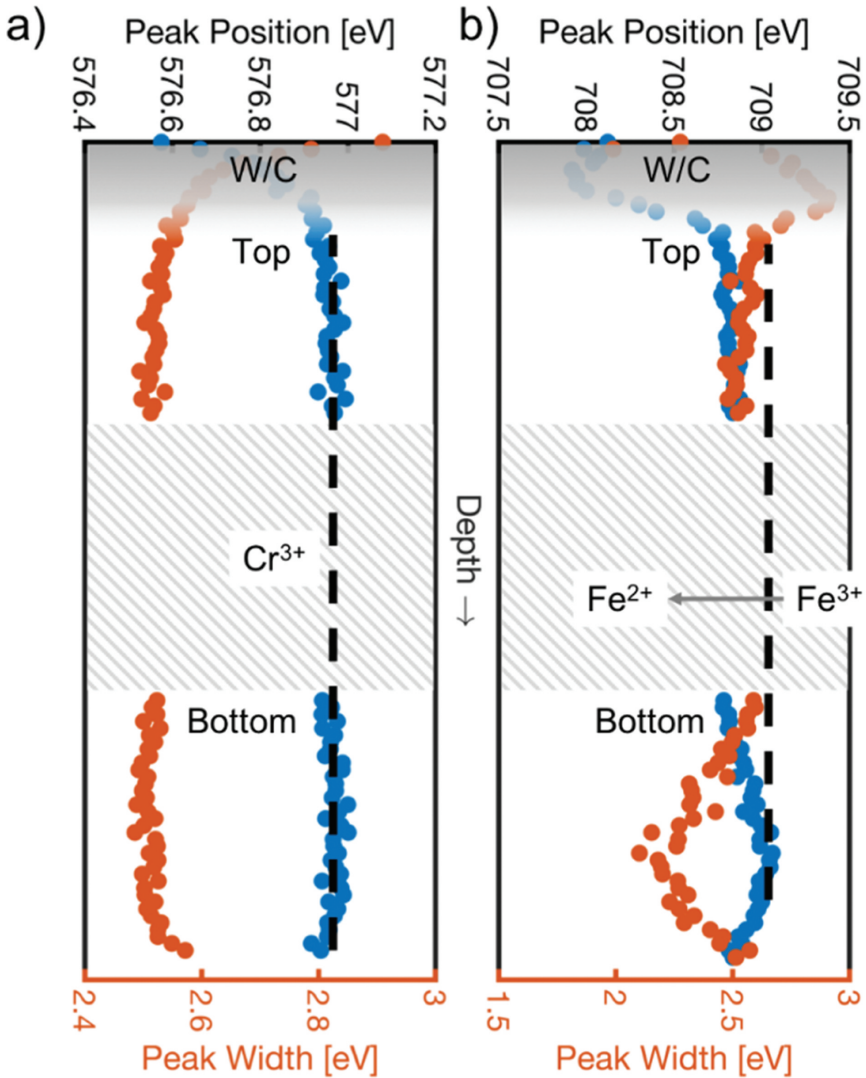 a)
Peak Position [eV]
576.4
576.6
576.8
577
577.2
W/C
Top
Cr³⁺
Bottom
2.4
2.6
2.8
3
Peak Width [eV]
Depth →
b)
Peak Position [eV]
707.5
708
708.5
709
709.5
W/C
Top
Fe²⁺
Fe³⁺
Bottom
1.5
2
2.5
3
Peak Width [eV]